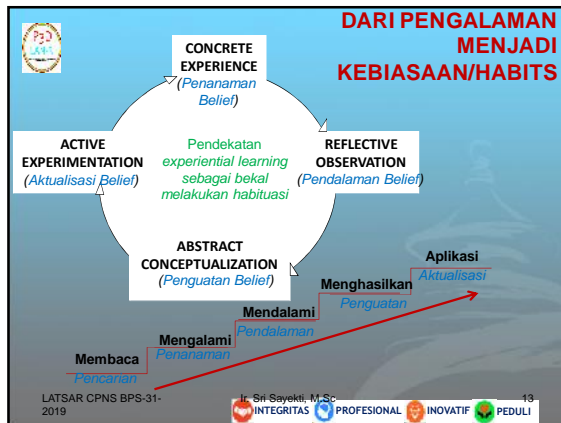 DARI PENGALAMAN
MENJADI
KEBIASAAN/HABITS
CONCRETE
EXPERIENCE
(Penanaman
Belief)
ACTIVE
EXPERIMENTATION
(Aktualisasi Belief)
Pendekatan
experiential learning
sebagai bekal
melakukan habituasi
REFLECTIVE
OBSERVATION
(Pendalaman Belief)
ABSTRACT
CONCEPTUALIZATION
(Penguatan Belief)
Aplikasi
Aktualisasi
Menghasilkan
Penguatan
Mendalami
Pendalaman
Mengalami
Penanaman
Membaca
Pencarian
LATSAR CPNS BPS-31-
2019
Ir. Sri Sayekti, M.Sc
13
INTEGRITAS PROFESIONAL INOVATIF PEDULI